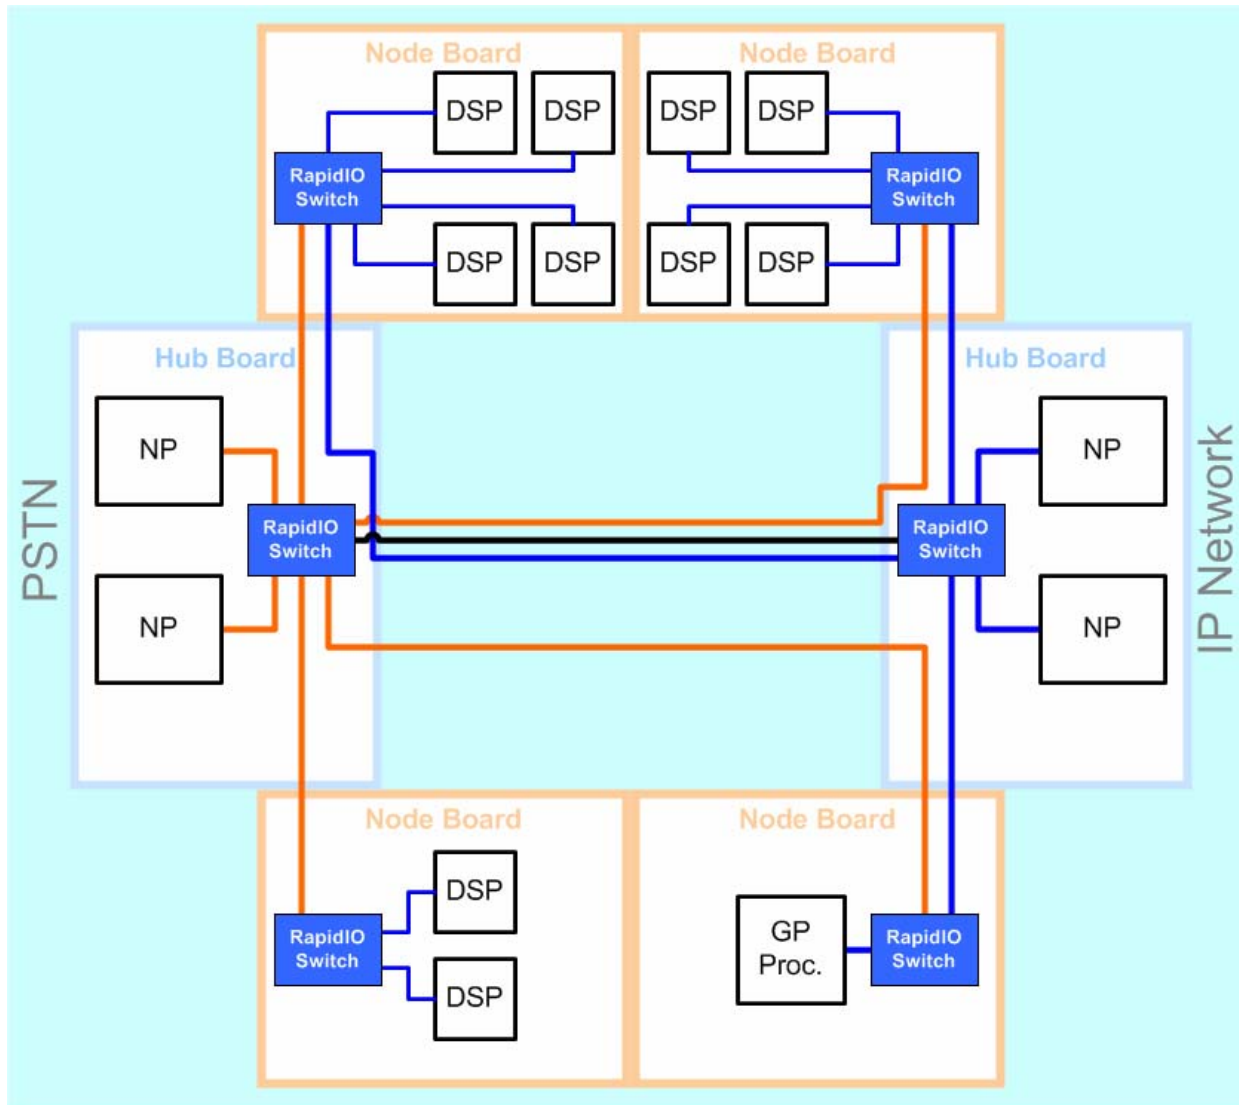 Node Board
Node Board
DSP
DSP
DSP
DSP
RapidIO
Switch
RapidIO
Switch
DSP
DSP
DSP
DSP
Hub Board
Hub Board
NP
NP
PSTN
RapidIO
Switch
RapidIO
Switch
IP Network
NP
NP
Node Board
Node Board
DSP
RapidIO
Switch
GP
Proc.
RapidIO
Switch
DSP